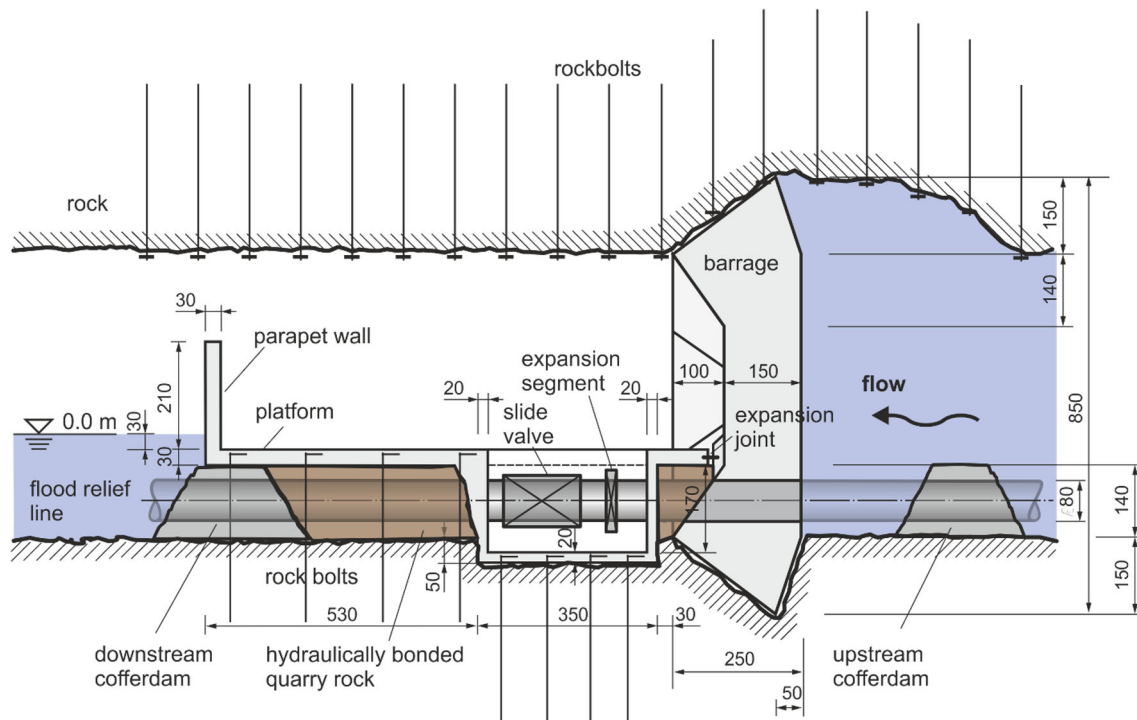 rockbolts
rock
150
barrage
140
30
parapet wall
expansion
segment
100
150
flow
210
20
slide
valve
20
850
platform
expansion
joint
0.0 m
30
30
flood relief
line
170
80
140
20
50
rock bolts
150
530
350
30
downstream
cofferdam
hydraulically bonded
quarry rock
250
upstream
cofferdam
50